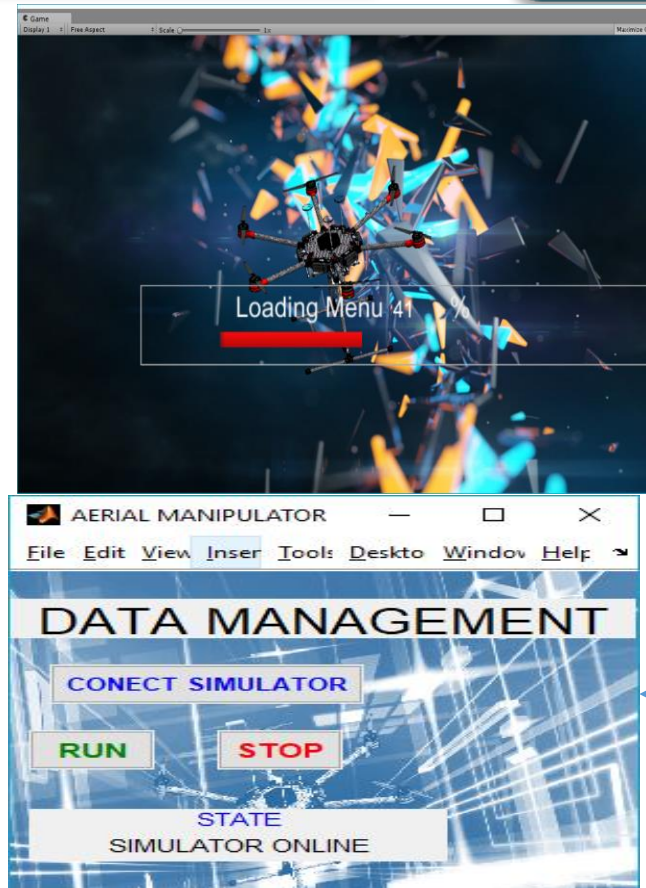 Game
Display 1 Free Aspect Scale 1x Maximize
Loading Menu 41 %
AERIAL MANIPULATOR
File Edit View Inser Tools Deskto Window Help
DATA MANAGEMENT
CONECT SIMULATOR
RUN STOP
STATE
SIMULATOR ONLINE